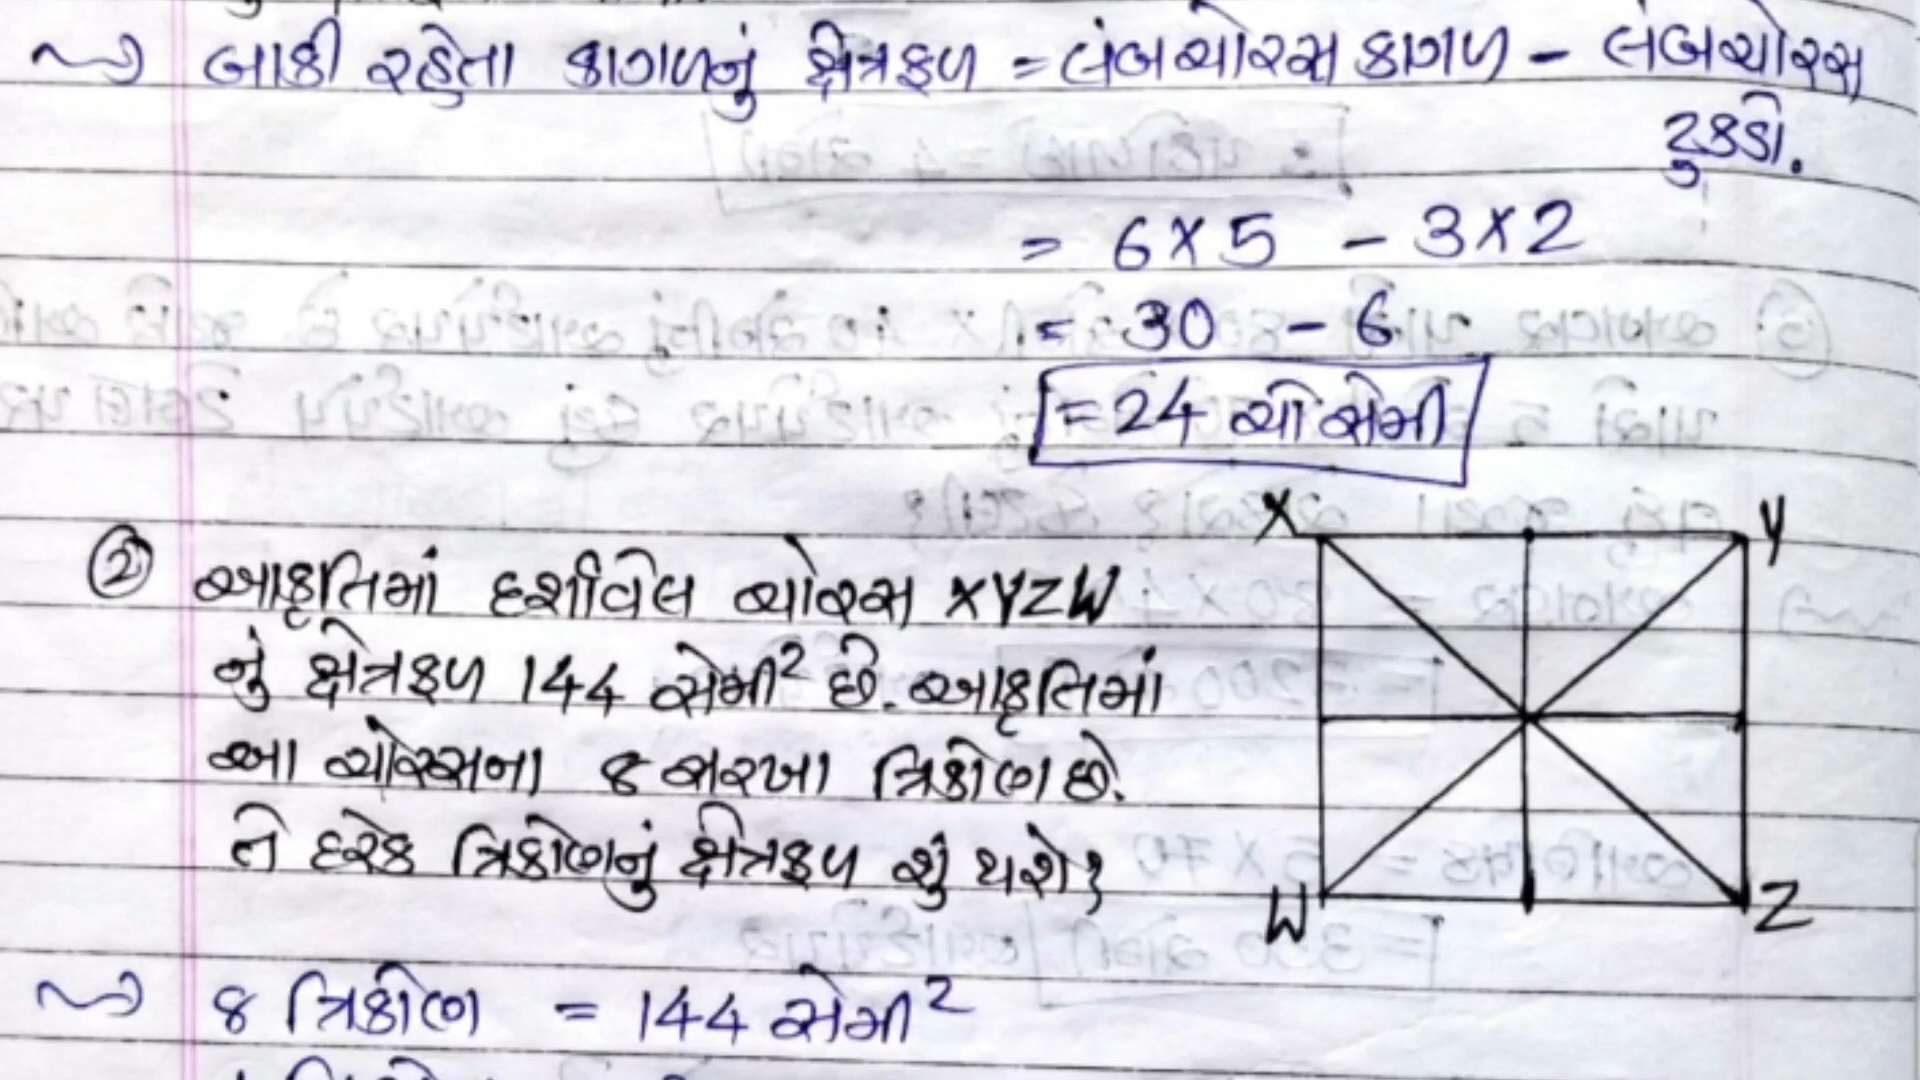 ~> બાકી રહેતા કાગળનું ક્ષેત્રફળ = લંબચોરસ કાગળ - લંબચોરસ
ટુકડો.
= 6 X 5 - 3 X 2
= 30 - 6
= 24 ચો સેમી
X Y
② આકૃતિમાં દર્શાવેલ ચોરસ XYZW
નું ક્ષેત્રફળ 144 સેમી² છે. આકૃતિમાં
આ ચોરસના 8 સરખા ત્રિકોણ છે.
તે દરેક ત્રિકોણનું ક્ષેત્રફળ શું થશે?
W Z
~> 8 ત્રિકોણ = 144 સેમી²